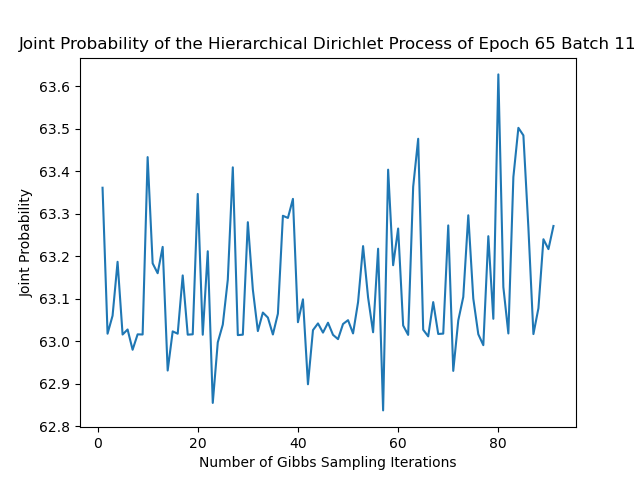 Joint Probability of the Hierarchical Dirichlet Process of Epoch 65 Batch 11
63.6
63.5
63.4
63.3
63.2
63.1
63.0
62.9
62.8
Joint Probability
0 20 40 60 80
Number of Gibbs Sampling Iterations